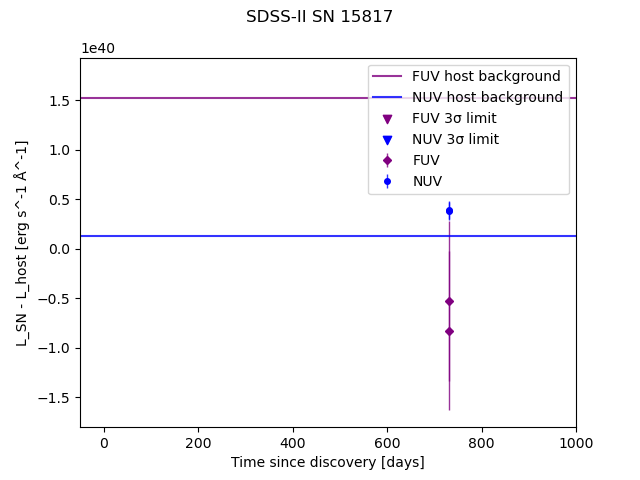 SDSS-II SN 15817
1e40
FUV host background
NUV host background
FUV 3σ limit
NUV 3σ limit
FUV
NUV
1.5
1.0
0.5
0.0
−0.5
−1.0
−1.5
L_SN - L_host [erg s^-1 Å^-1]
0 200 400 600 800 1000
Time since discovery [days]